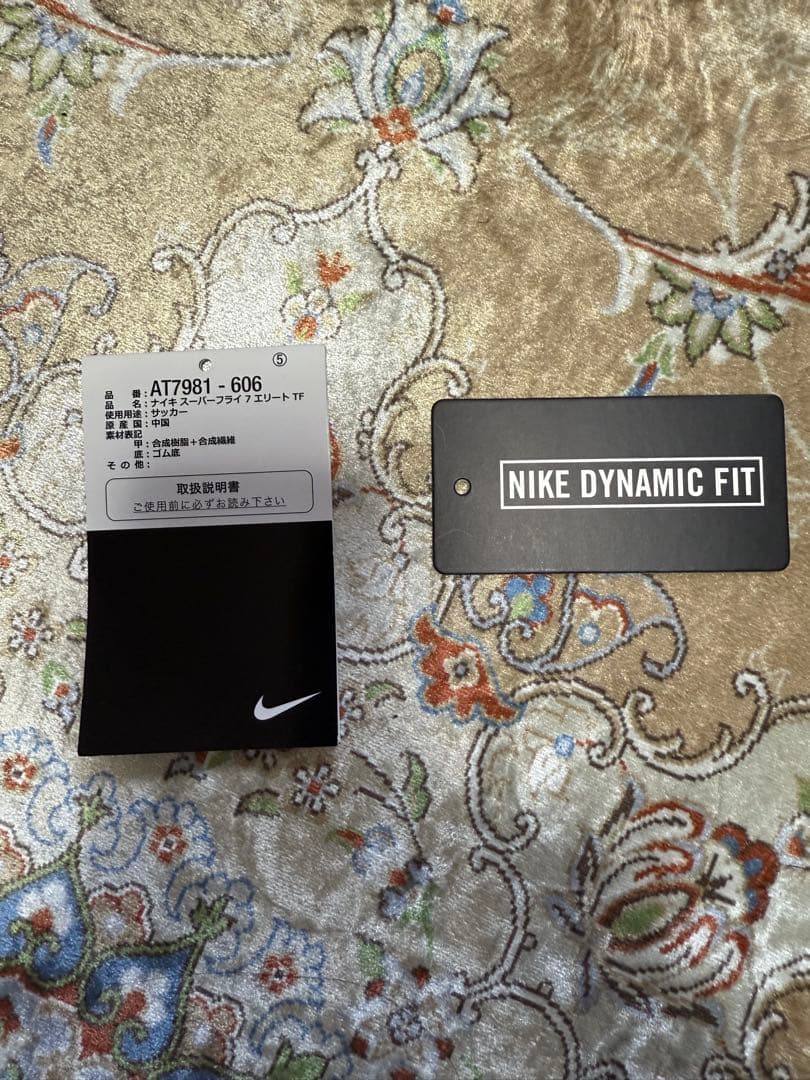 ⑤
品 番:AT7981-606
品 名:ナイキ スーパーフライ 7 エリート TF
使用用途:サッカー
原産国:中国
素材表記
甲:合成樹脂+合成繊維
底:ゴム底
その他:
取扱説明書
ご使用前に必ずお読み下さい
NIKE DYNAMIC FIT